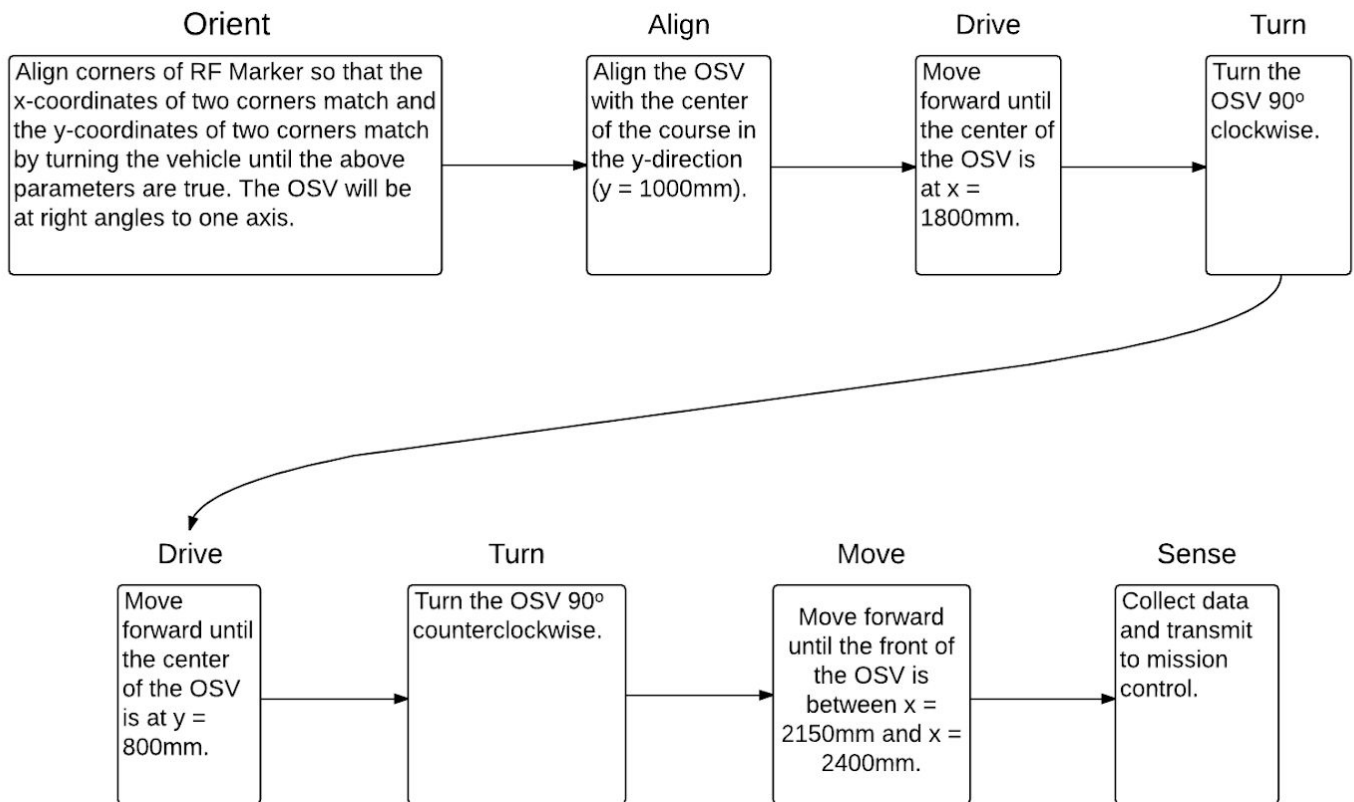 Orient
Align corners of RF Marker so that the
x-coordinates of two corners match and
the y-coordinates of two corners match
by turning the vehicle until the above
parameters are true. The OSV will be
at right angles to one axis.
Align
Align the OSV
with the center
of the course in
the y-direction
(y = 1000mm).
Drive
Move
forward until
the center of
the OSV is
at x =
1800mm.
Turn
Turn the
OSV 90º
clockwise.
Drive
Move
forward until
the center
of the OSV
is at y =
800mm.
Turn
Turn the OSV 90º
counterclockwise.
Move
Move forward
until the front of
the OSV is
between x =
2150mm and x =
2400mm.
Sense
Collect data
and transmit
to mission
control.